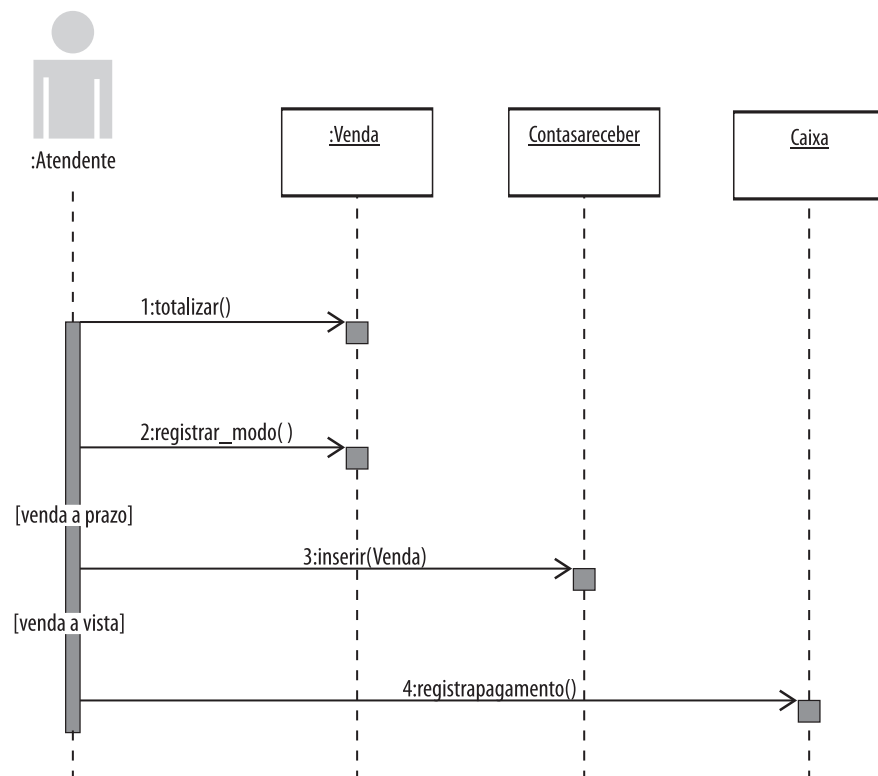 :Atendente
:Venda
Contasareceber
Caixa
1:totalizar()
2:registrar_modo( )
[venda a prazo]
3:inserir(Venda)
[venda a vista]
4:registrapagamento()